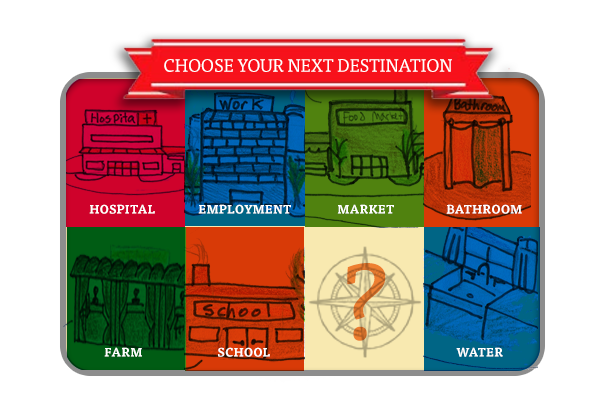 CHOOSE YOUR NEXT DESTINATION
Hospital +
HOSPITAL
Work
EMPLOYMENT
Food Market
MARKET
Bathroom
BATHROOM
FARM
School
SCHOOL
?
WATER